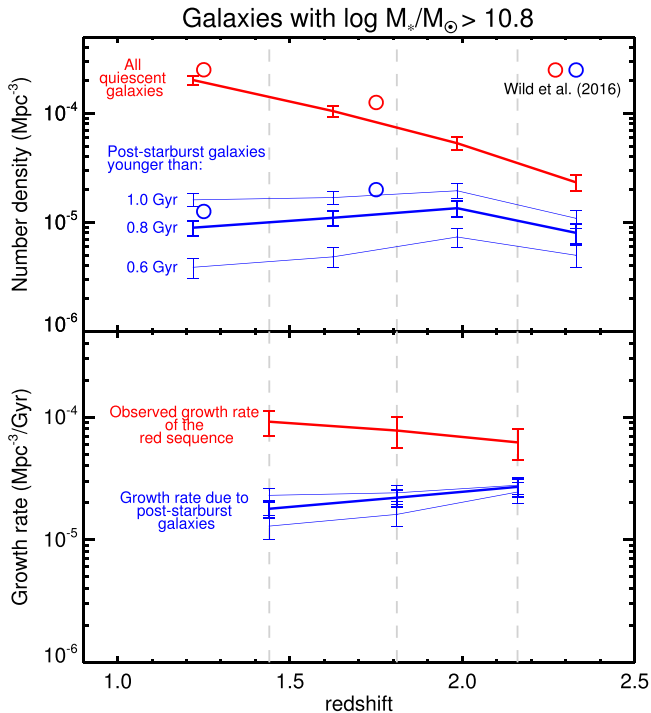 Galaxies with log M*/M☉ > 10.8
Number density (Mpc⁻³)
10⁻⁴
10⁻⁵
10⁻⁶
All
quiescent
galaxies
Wild et al. (2016)
Post-starburst galaxies
younger than:
1.0 Gyr
0.8 Gyr
0.6 Gyr
Growth rate (Mpc⁻³/Gyr)
10⁻⁴
10⁻⁵
10⁻⁶
Observed growth rate
of the
red sequence
Growth rate due to
post-starburst
galaxies
1.0 1.5 2.0 2.5
redshift